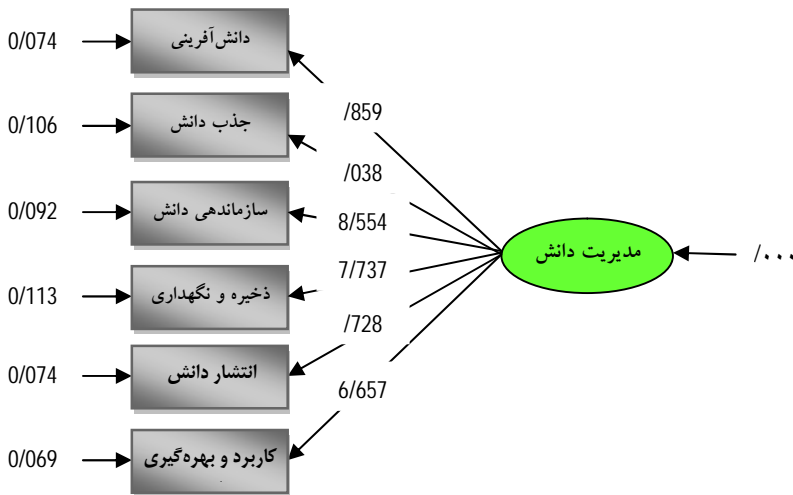 0/074
دانش‌آفرینی
/859
0/106
جذب دانش
/038
0/092
سازماندهی دانش
8/554
مدیریت دانش
/...
7/737
0/113
ذخیره و نگهداری
/728
0/074
انتشار دانش
6/657
0/069
کاربرد و بهره‌گیری